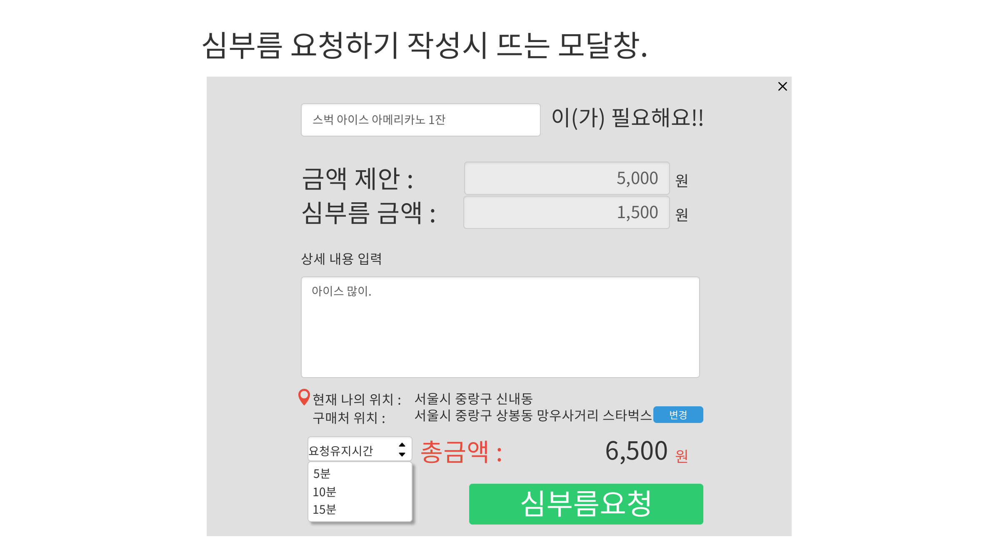 심부름 요청하기 작성시 뜨는 모달창.
스벅 아이스 아메리카노 1잔 이(가) 필요해요!!
금액 제안 : 5,000 원
심부름 금액 : 1,500 원
상세 내용 입력
아이스 많이.
현재 나의 위치 : 서울시 중랑구 신내동
구매처 위치 : 서울시 중랑구 상봉동 망우사거리 스타벅스 변경
요청유지시간 총금액 : 6,500 원
5분
10분
15분
심부름요청